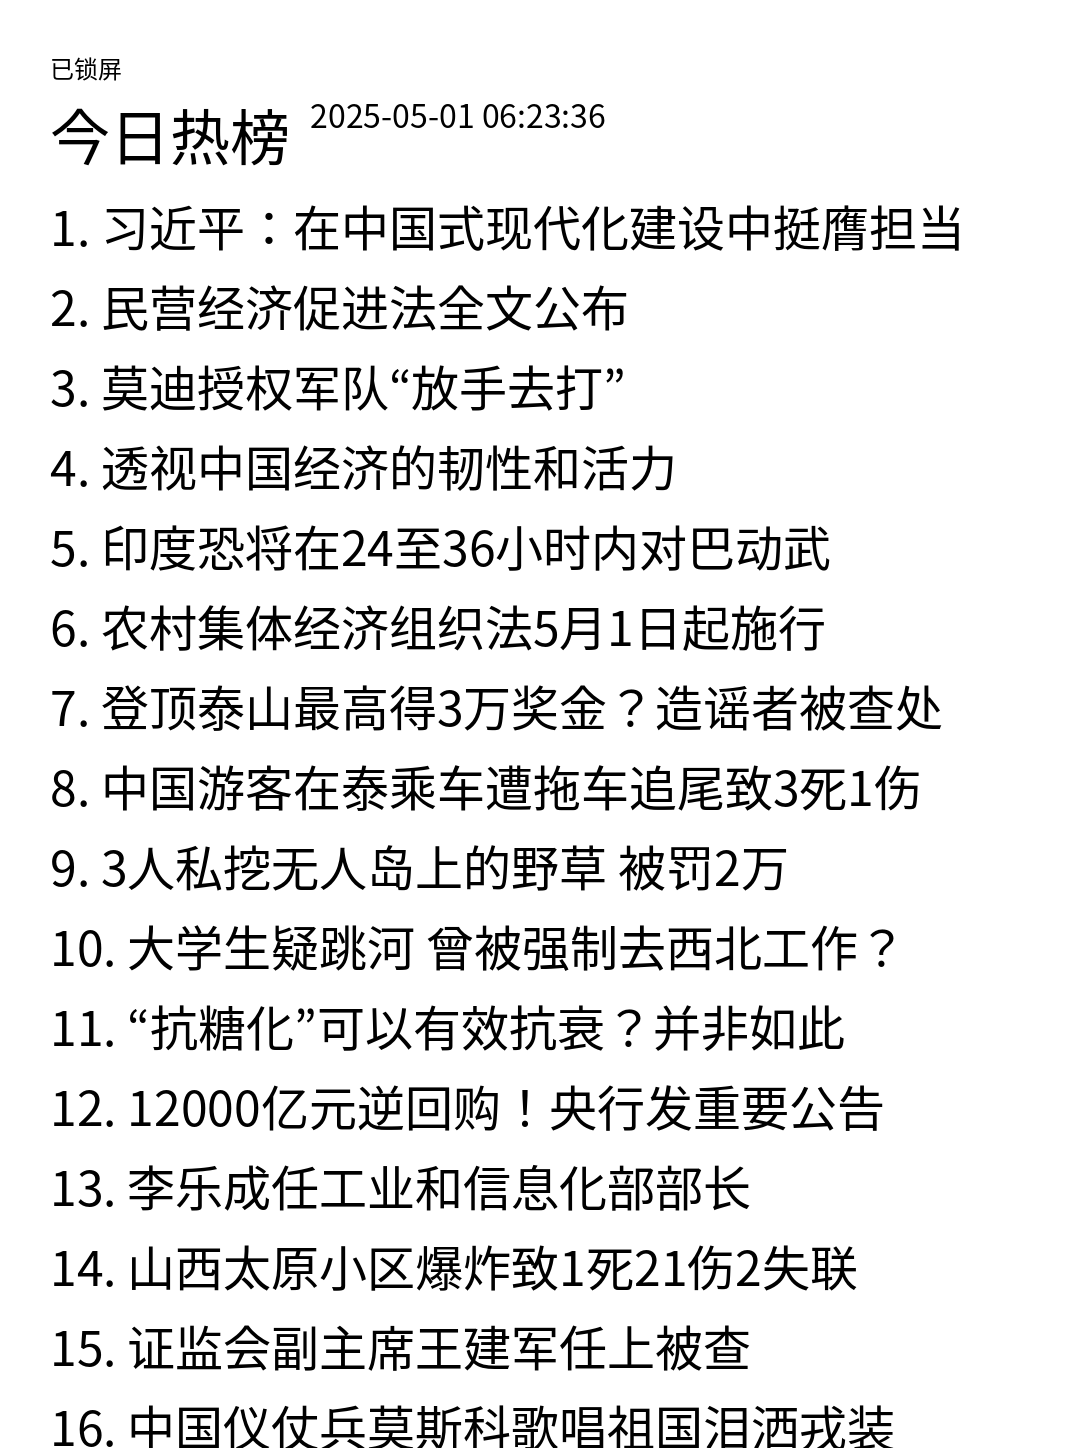 已锁屏
今日热榜 2025-05-01 06:23:36
1. 习近平：在中国式现代化建设中挺膺担当
2. 民营经济促进法全文公布
3. 莫迪授权军队“放手去打”
4. 透视中国经济的韧性和活力
5. 印度恐将在24至36小时内对巴动武
6. 农村集体经济组织法5月1日起施行
7. 登顶泰山最高得3万奖金？造谣者被查处
8. 中国游客在泰乘车遭拖车追尾致3死1伤
9. 3人私挖无人岛上的野草 被罚2万
10. 大学生疑跳河 曾被强制去西北工作？
11. “抗糖化”可以有效抗衰？并非如此
12. 12000亿元逆回购！央行发重要公告
13. 李乐成任工业和信息化部部长
14. 山西太原小区爆炸致1死21伤2失联
15. 证监会副主席王建军任上被查
16. 中国仪仗兵莫斯科歌唱祖国泪洒戎装